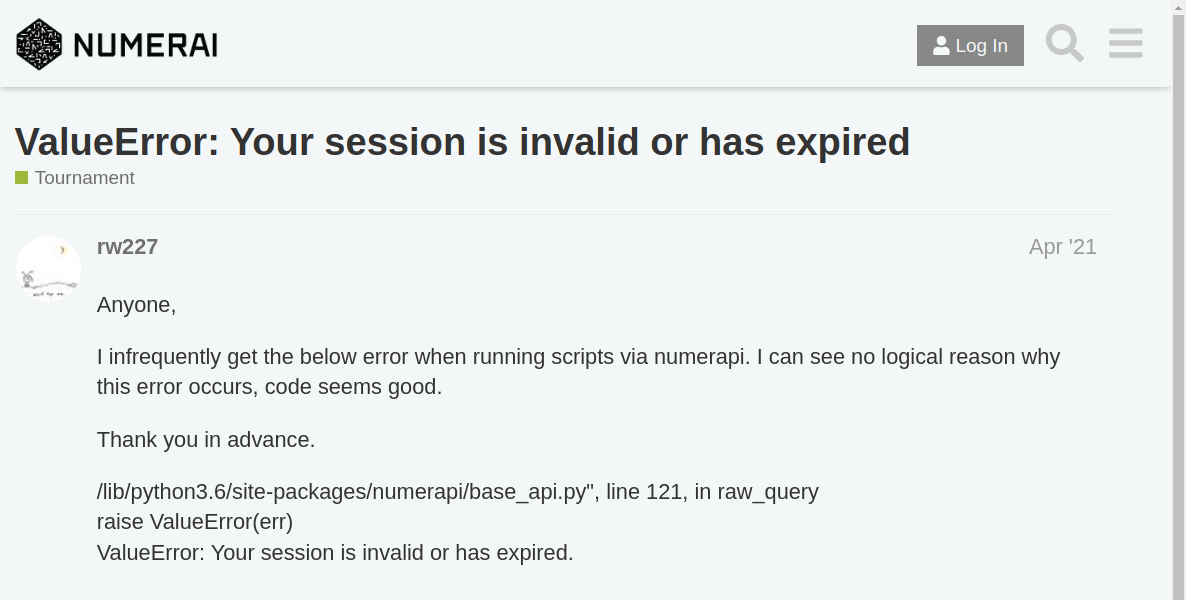 NUMERAI
Log In
ValueError: Your session is invalid or has expired
Tournament
rw227
Apr '21
Anyone,
I infrequently get the below error when running scripts via numerapi. I can see no logical reason why
this error occurs, code seems good.
Thank you in advance.
/lib/python3.6/site-packages/numerapi/base_api.py", line 121, in raw_query
raise ValueError(err)
ValueError: Your session is invalid or has expired.